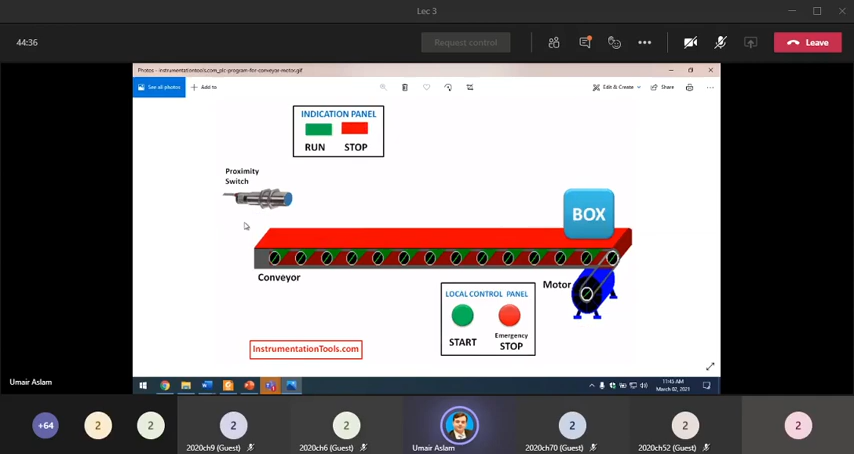 Lec 3
44:36
Request control
Leave
Photos - instrumentationtools.com_plc-program-for-conveyor-motor.gif
See all photos
Add to
Edit & Create
Share
INDICATION PANEL
RUN STOP
Proximity
Switch
BOX
Conveyor
Motor
LOCAL CONTROL PANEL
START
Emergency
STOP
InstrumentationTools.com
Umair Aslam
11:45 AM
March 02, 2021
+64
2
2
2
2
2
2
2
2020ch9 (Guest)
2020ch6 (Guest)
Umair Aslam
2020ch70 (Guest)
2020ch52 (Guest)